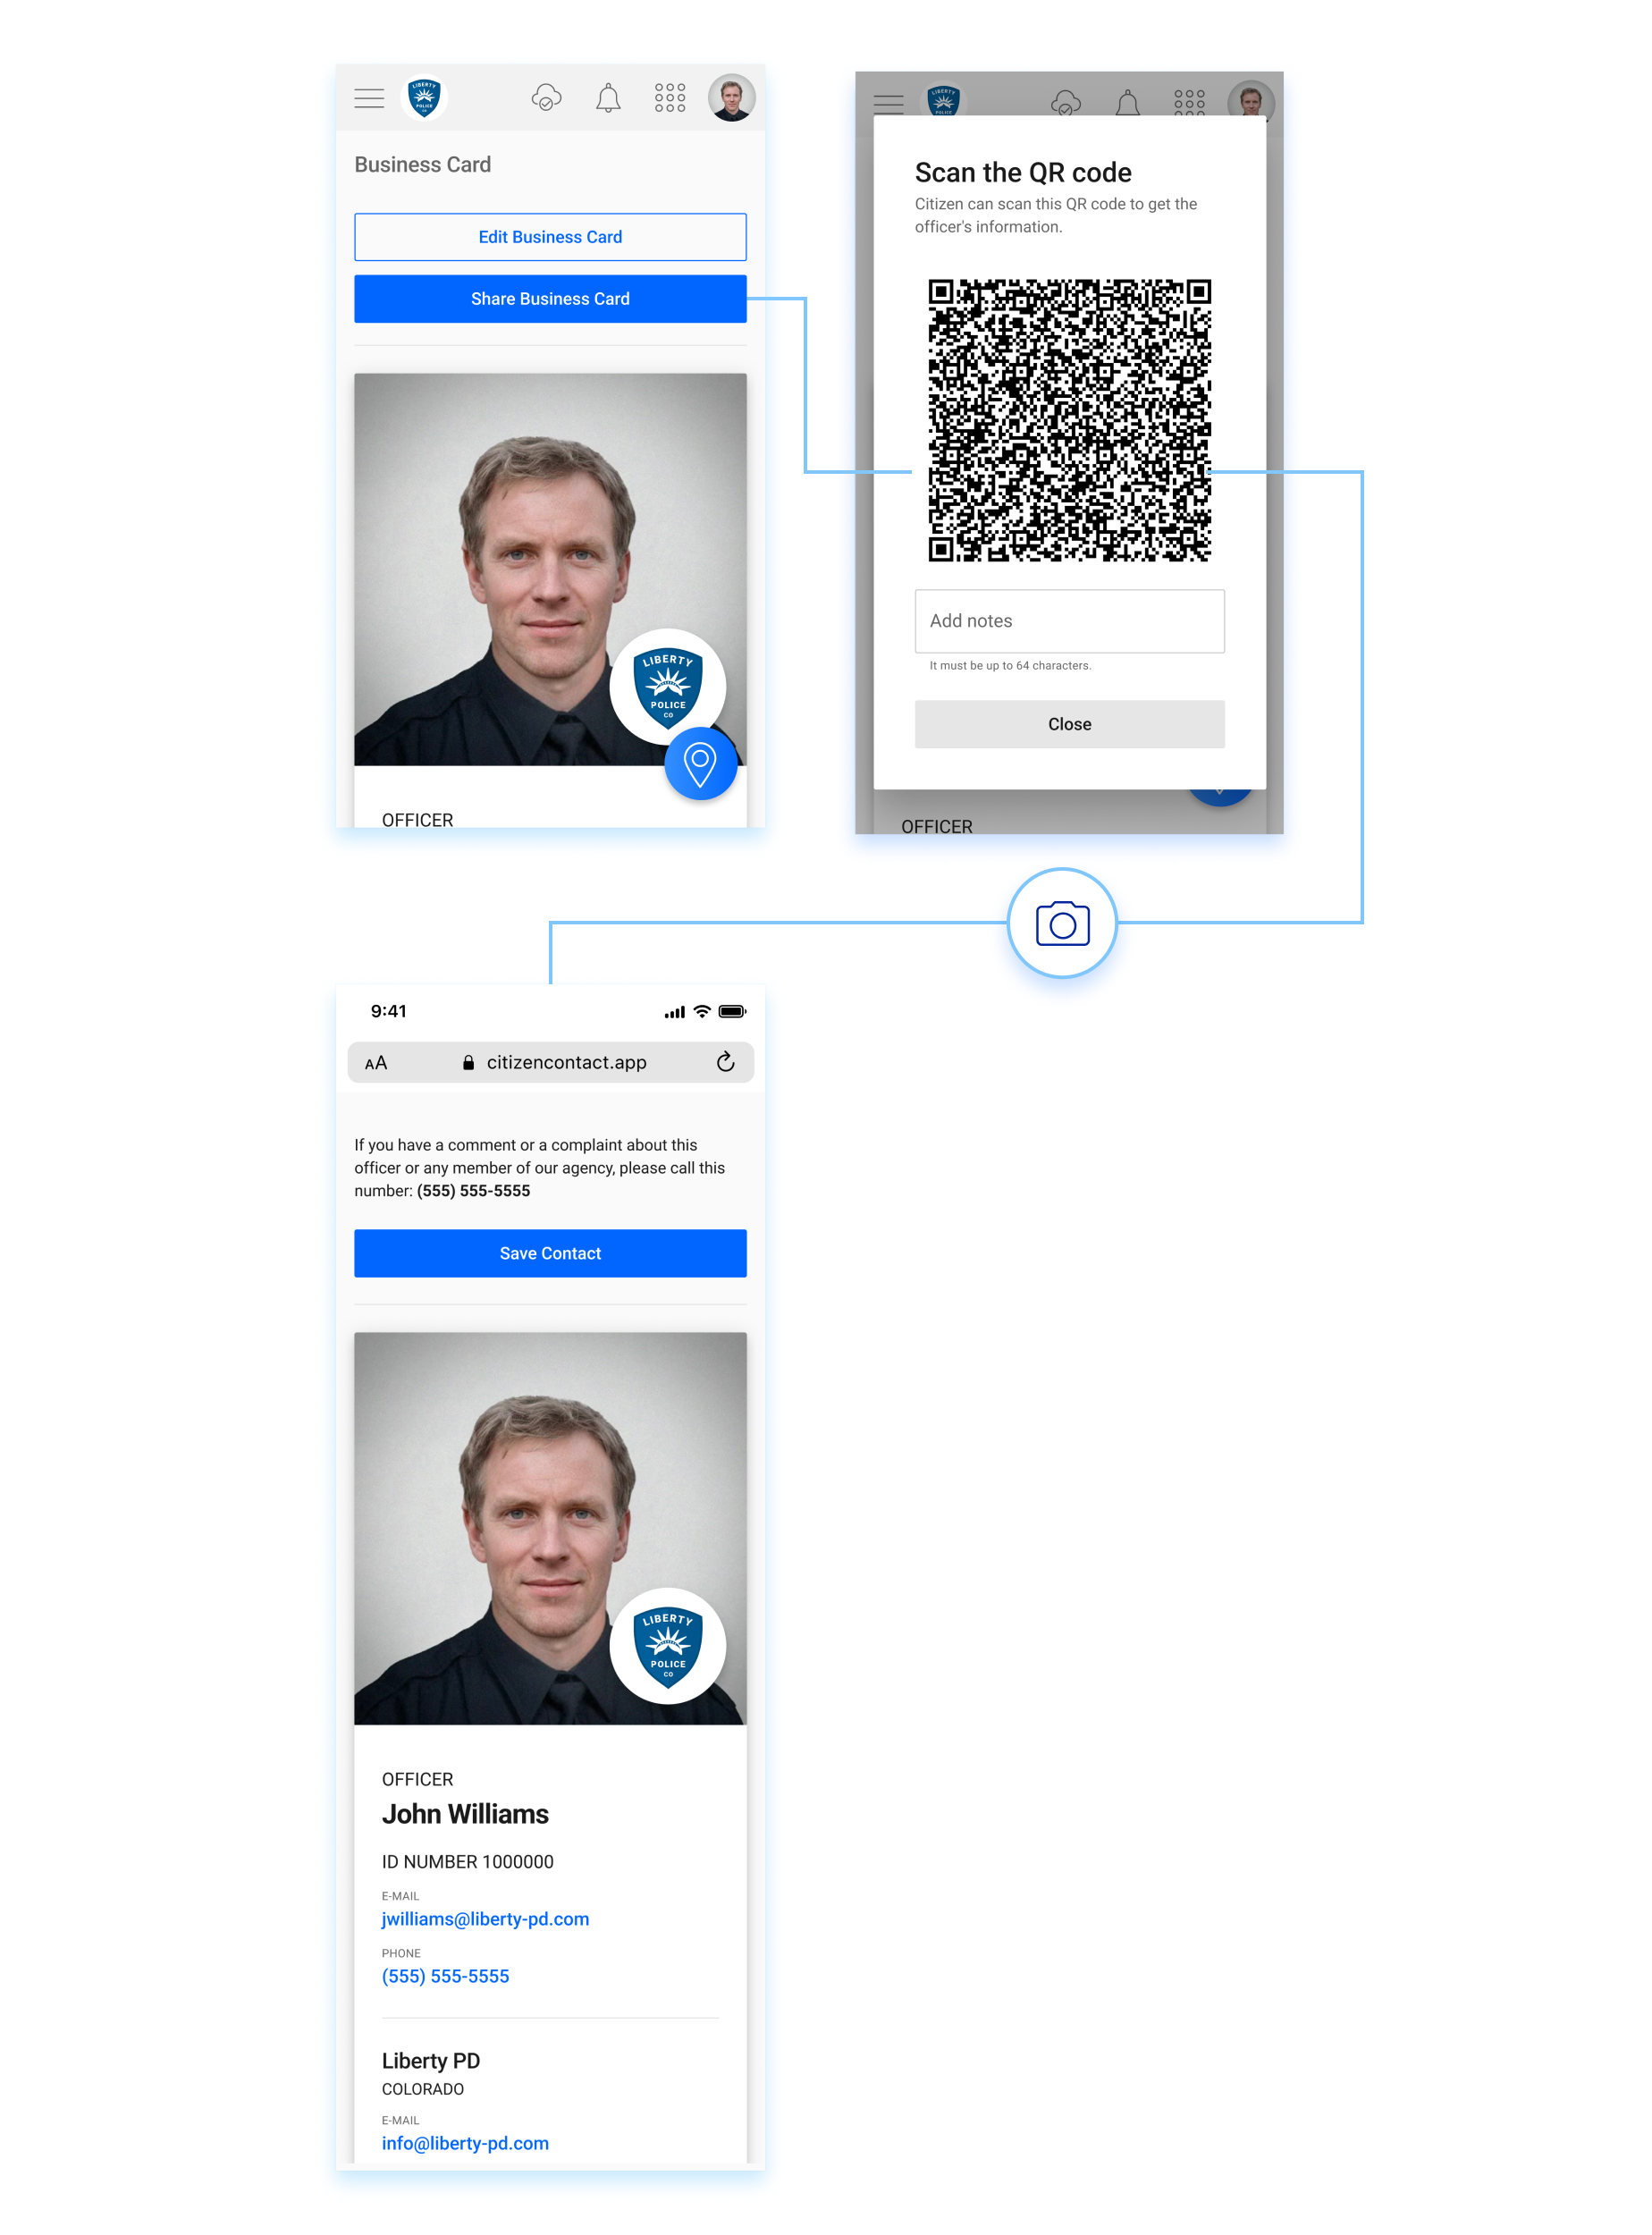 LIBERTY
POLICE
CO
Business Card
Edit Business Card
Share Business Card
LIBERTY
POLICE
CO
OFFICER
LIBERTY
Scan the QR code
Citizen can scan this QR code to get the
officer's information.
Add notes
It must be up to 64 characters.
Close
OFFICER
9:41
AA
citizencontact.app
If you have a comment or a complaint about this
officer or any member of our agency, please call this
number: (555) 555-5555
Save Contact
LIBERTY
POLICE
CO
OFFICER
John Williams
ID NUMBER 1000000
E-MAIL
jwilliams@liberty-pd.com
PHONE
(555) 555-5555
Liberty PD
COLORADO
E-MAIL
info@liberty-pd.com